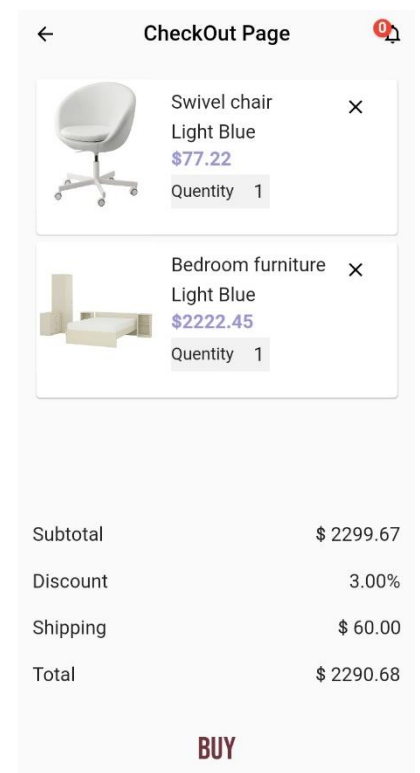 CheckOut Page
0
Swivel chair
Light Blue
$77.22
Quentity 1
Bedroom furniture
Light Blue
$2222.45
Quentity 1
Subtotal $ 2299.67
Discount 3.00%
Shipping $ 60.00
Total $ 2290.68
BUY